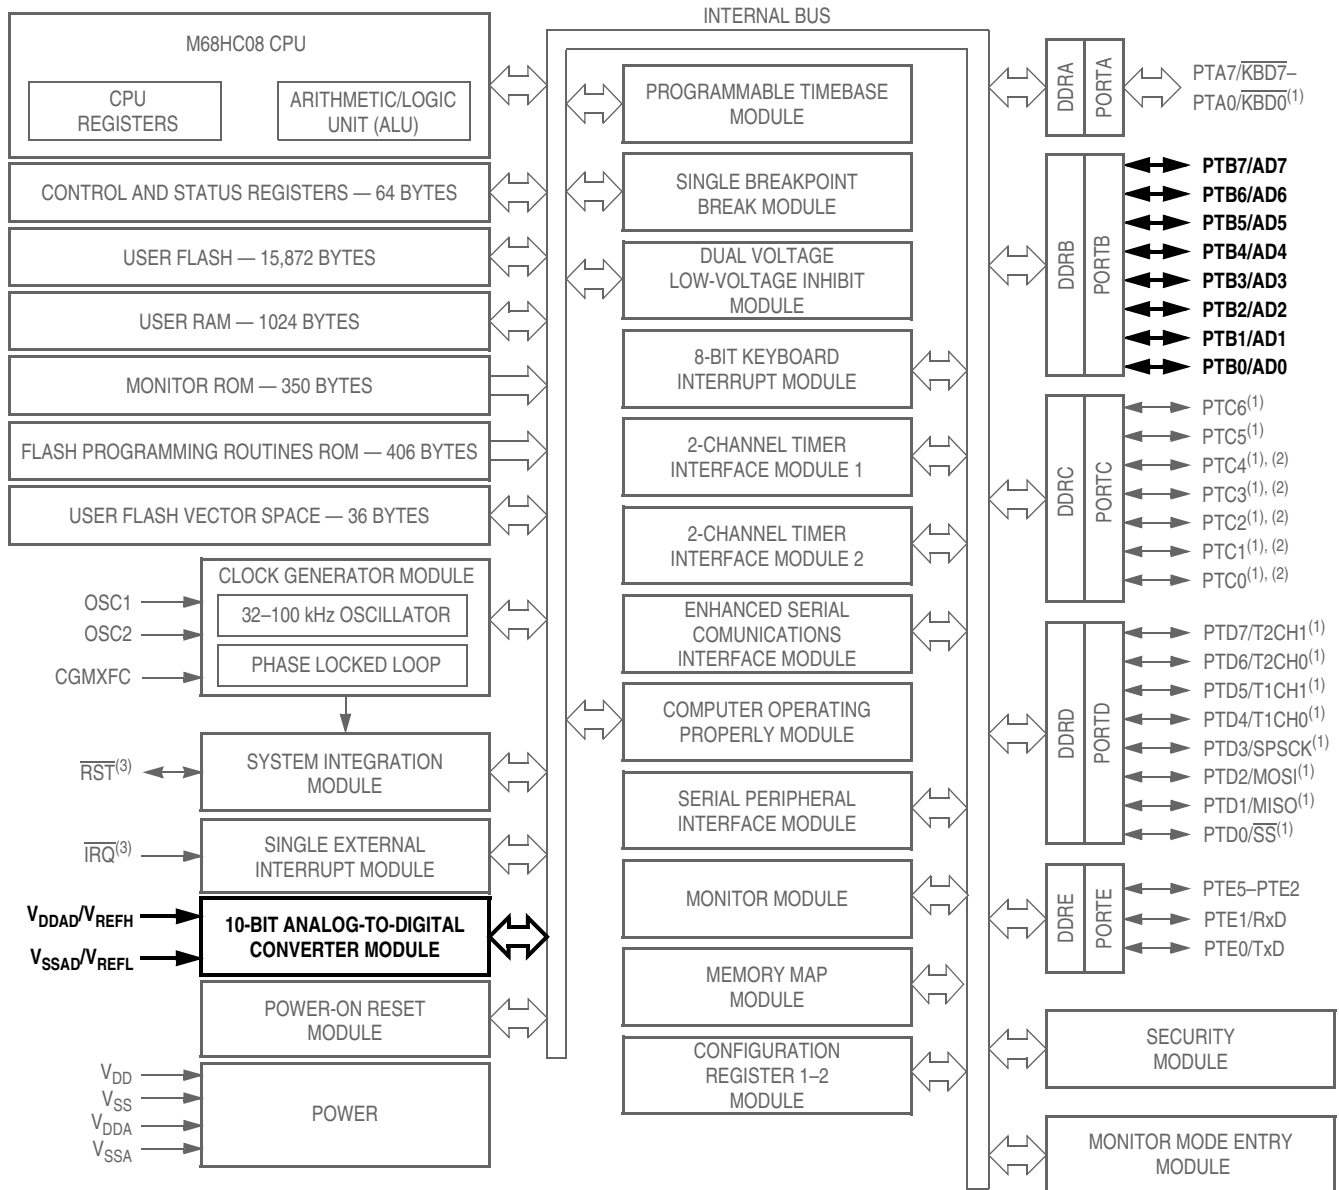 INTERNAL BUS
M68HC08 CPU
CPU
REGISTERS
ARITHMETIC/LOGIC
UNIT (ALU)
CONTROL AND STATUS REGISTERS — 64 BYTES
USER FLASH — 15,872 BYTES
USER RAM — 1024 BYTES
MONITOR ROM — 350 BYTES
FLASH PROGRAMMING ROUTINES ROM — 406 BYTES
USER FLASH VECTOR SPACE — 36 BYTES
CLOCK GENERATOR MODULE
32–100 kHz OSCILLATOR
PHASE LOCKED LOOP
OSC1
OSC2
CGMXFC
SYSTEM INTEGRATION
MODULE
RST(3)
SINGLE EXTERNAL
INTERRUPT MODULE
IRQ(3)
VDDAD/VREFH
VSSAD/VREFL
10-BIT ANALOG-TO-DIGITAL
CONVERTER MODULE
POWER-ON RESET
MODULE
VDD
VSS
VDDA
VSSA
POWER
PROGRAMMABLE TIMEBASE
MODULE
SINGLE BREAKPOINT
BREAK MODULE
DUAL VOLTAGE
LOW-VOLTAGE INHIBIT
MODULE
8-BIT KEYBOARD
INTERRUPT MODULE
2-CHANNEL TIMER
INTERFACE MODULE 1
2-CHANNEL TIMER
INTERFACE MODULE 2
ENHANCED SERIAL
COMUNICATIONS
INTERFACE MODULE
COMPUTER OPERATING
PROPERLY MODULE
SERIAL PERIPHERAL
INTERFACE MODULE
MONITOR MODULE
MEMORY MAP
MODULE
CONFIGURATION
REGISTER 1–2
MODULE
DDRA
PORTA
PTA7/KBD7–
PTA0/KBD0(1)
DDRB
PORTB
PTB7/AD7
PTB6/AD6
PTB5/AD5
PTB4/AD4
PTB3/AD3
PTB2/AD2
PTB1/AD1
PTB0/AD0
DDRC
PORTC
PTC6(1)
PTC5(1)
PTC4(1), (2)
PTC3(1), (2)
PTC2(1), (2)
PTC1(1), (2)
PTC0(1), (2)
DDRD
PORTD
PTD7/T2CH1(1)
PTD6/T2CH0(1)
PTD5/T1CH1(1)
PTD4/T1CH0(1)
PTD3/SPSCK(1)
PTD2/MOSI(1)
PTD1/MISO(1)
PTD0/SS(1)
DDRE
PORTE
PTE5–PTE2
PTE1/RxD
PTE0/TxD
SECURITY
MODULE
MONITOR MODE ENTRY
MODULE